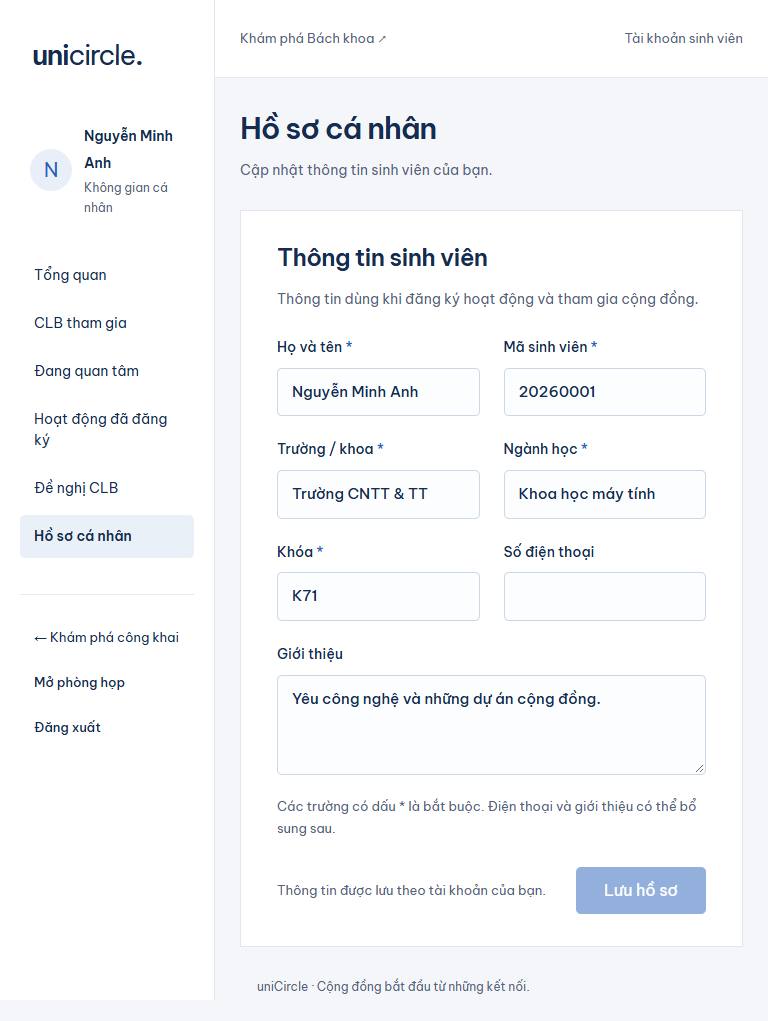 unicircle.
N
Nguyễn Minh
Anh
Không gian cá
nhân
Tổng quan
CLB tham gia
Đang quan tâm
Hoạt động đã đăng
ký
Đề nghị CLB
Hồ sơ cá nhân
← Khám phá công khai
Mở phòng họp
Đăng xuất
Khám phá Bách khoa ↗
Tài khoản sinh viên
Hồ sơ cá nhân
Cập nhật thông tin sinh viên của bạn.
Thông tin sinh viên
Thông tin dùng khi đăng ký hoạt động và tham gia cộng đồng.
Họ và tên *
Mã sinh viên *
Nguyễn Minh Anh
20260001
Trường / khoa *
Ngành học *
Trường CNTT & TT
Khoa học máy tính
Khóa *
Số điện thoại
K71
Giới thiệu
Yêu công nghệ và những dự án cộng đồng.
Các trường có dấu * là bắt buộc. Điện thoại và giới thiệu có thể bổ
sung sau.
Thông tin được lưu theo tài khoản của bạn.
Lưu hồ sơ
uniCircle · Cộng đồng bắt đầu từ những kết nối.